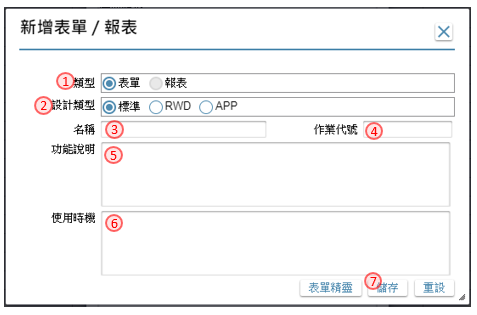 新增表單 / 報表
1 類型 表單 報表
2 設計類型 標準 RWD APP
名稱 3 作業代號 4
功能說明 5
使用時機 6
表單精靈 7 儲存 重設